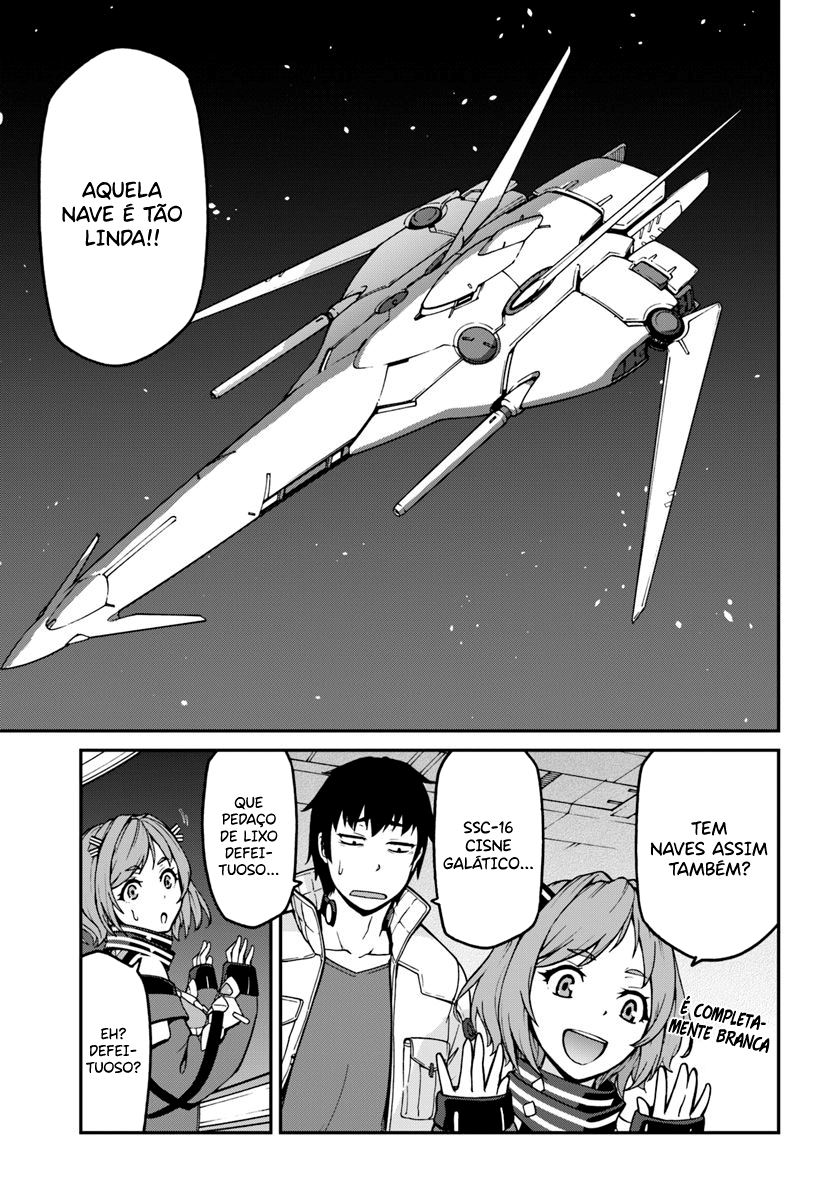 AQUELA
NAVE É TÃO
LINDA!!
TEM
NAVES ASSIM
TAMBÉM?
É COMPLETA-
MENTE BRANCA
SSC-16
CISNE
GALÁTICO...
QUE
PEDAÇO
DE LIXO
DEFEI-
TUOSO...
EH?
DEFEI-
TUOSO?